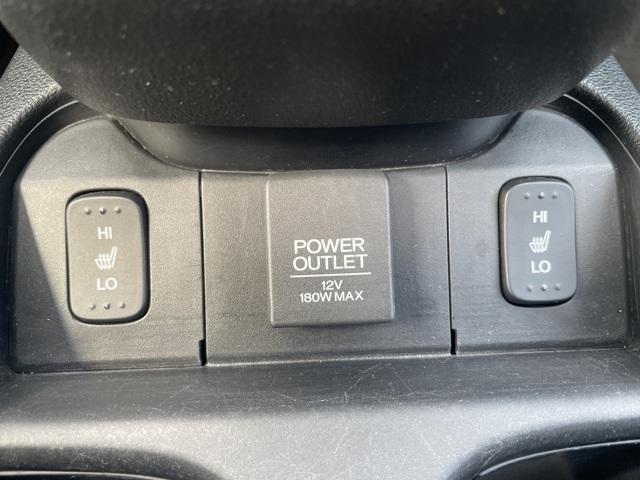 HI
LO
POWER
OUTLET
12V
180W MAX
HI
LO